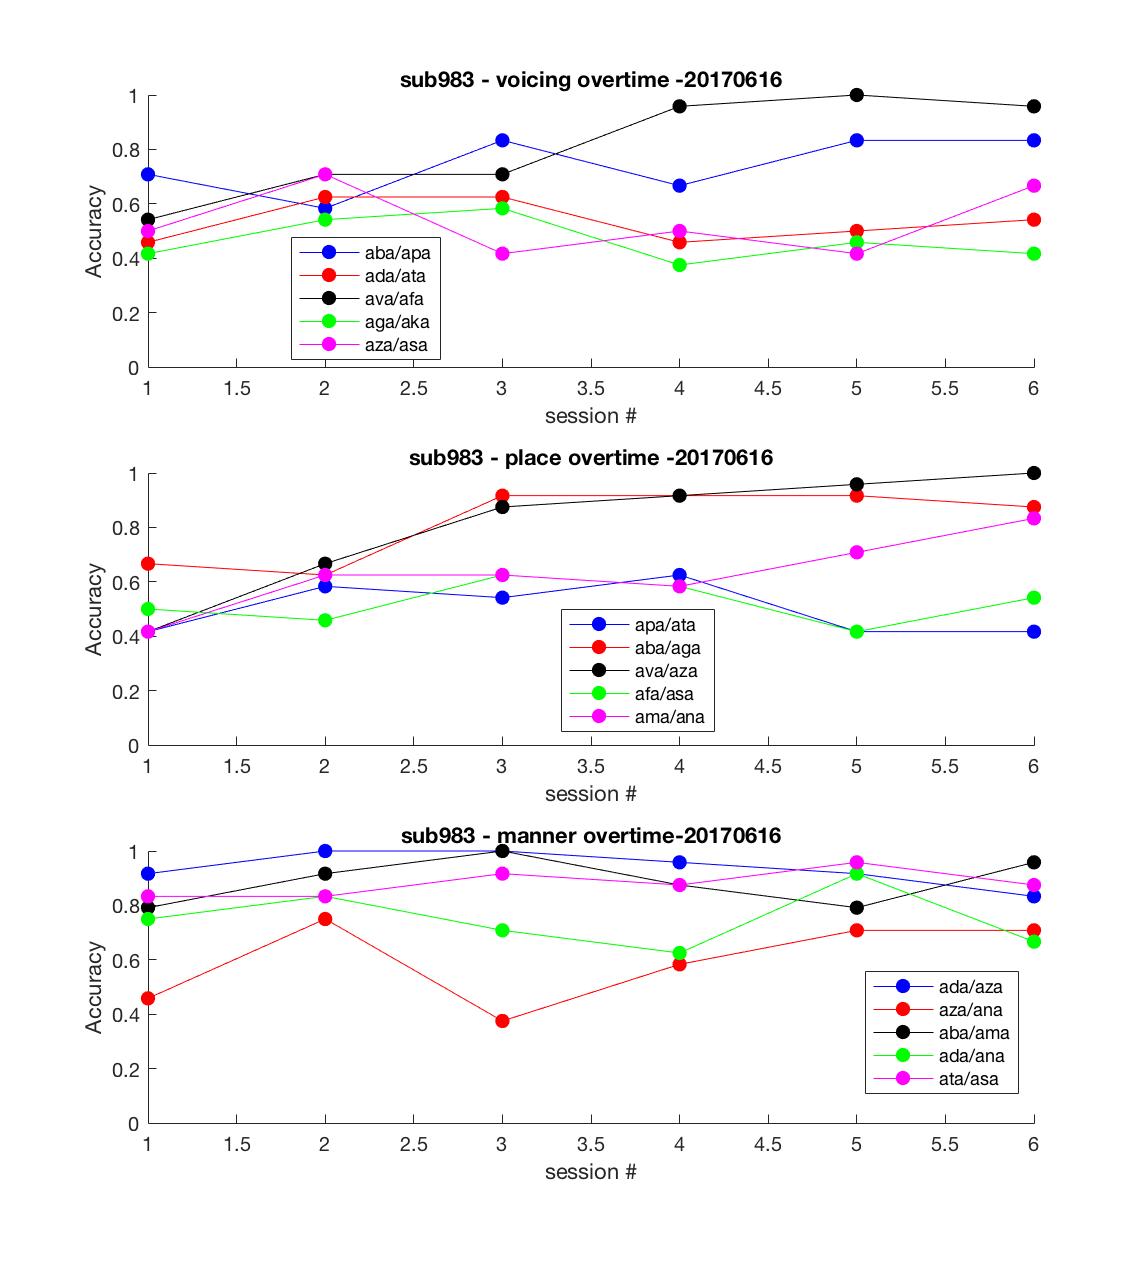 sub983 - voicing overtime -20170616
1
0.8
0.6
0.4
0.2
0
Accuracy
aba/apa
ada/ata
ava/afa
aga/aka
aza/asa
1 1.5 2 2.5 3 3.5 4 4.5 5 5.5 6
session #
sub983 - place overtime -20170616
1
0.8
0.6
0.4
0.2
0
Accuracy
apa/ata
aba/aga
ava/aza
afa/asa
ama/ana
1 1.5 2 2.5 3 3.5 4 4.5 5 5.5 6
session #
sub983 - manner overtime-20170616
1
0.8
0.6
0.4
0.2
0
Accuracy
ada/aza
aza/ana
aba/ama
ada/ana
ata/asa
1 1.5 2 2.5 3 3.5 4 4.5 5 5.5 6
session #